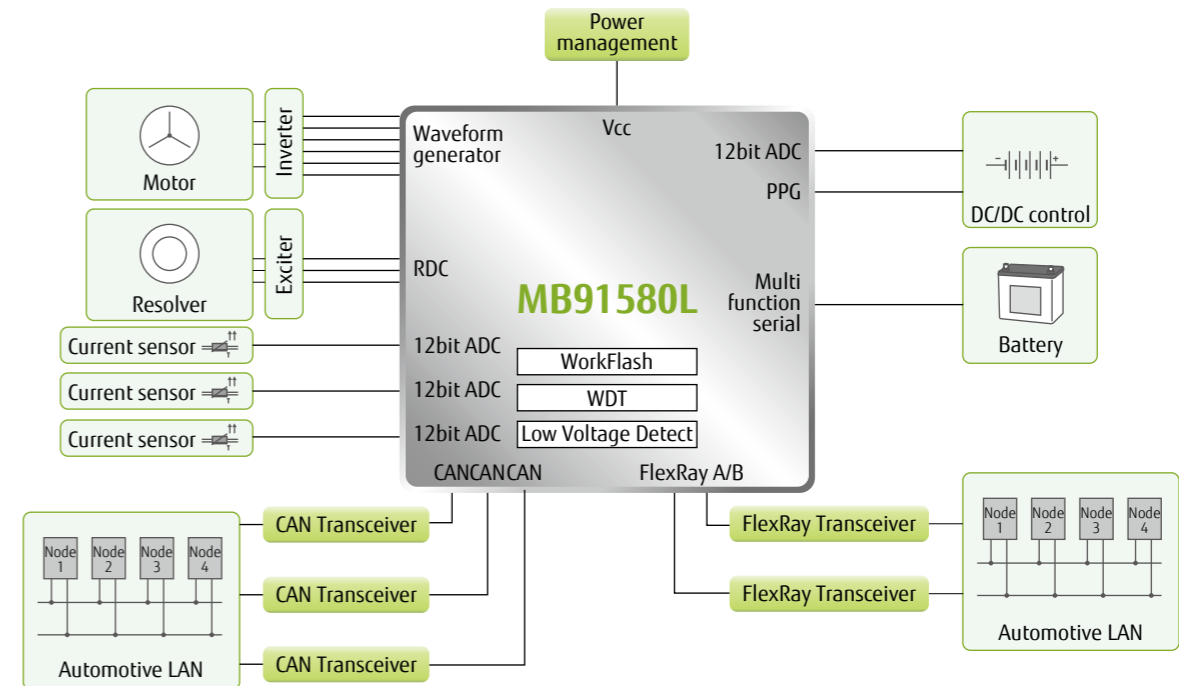 Power
management
Motor
Inverter
Waveform
generator
Vcc
12bit ADC
PPG
- +
DC/DC control
Resolver
Exciter
RDC
MB91580L
Multi
function
serial
Battery
Current sensor
12bit ADC
WorkFlash
Current sensor
12bit ADC
WDT
Current sensor
12bit ADC
Low Voltage Detect
CANCANCAN
FlexRay A/B
CAN Transceiver
FlexRay Transceiver
Node
1
Node
2
Node
3
Node
4
Node
1
Node
2
Node
3
Node
4
CAN Transceiver
FlexRay Transceiver
Automotive LAN
CAN Transceiver
Automotive LAN